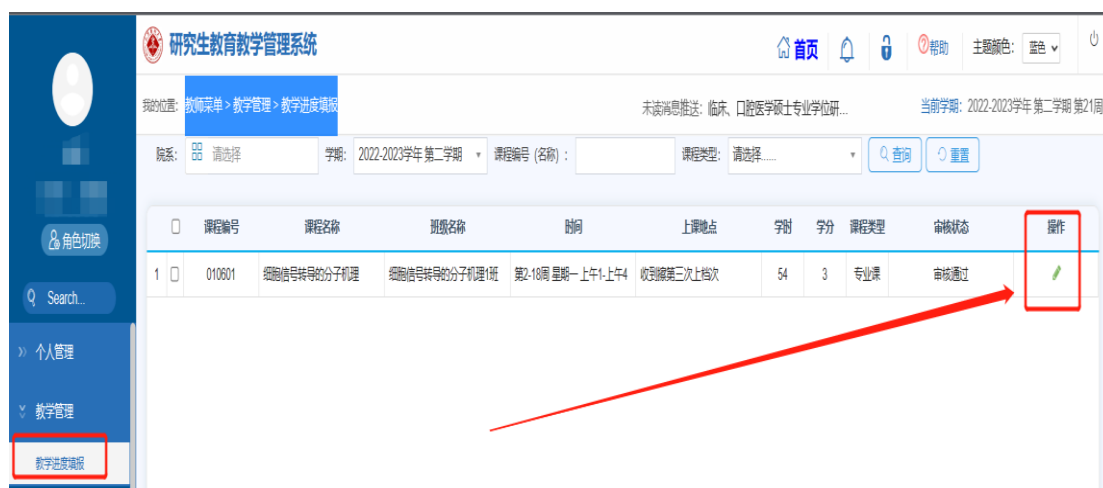 研究生教育教学管理系统
首页 帮助 主题颜色: 蓝色
我的位置: 教师菜单 > 教学管理 > 教学进度填报 未读消息推送: 临床、口腔医学硕士专业学位研... 当前学期: 2022-2023学年 第二学期 第21周
院系: 请选择 学期: 2022-2023学年 第二学期 课程编号 (名称) : 课程类型: 请选择...... 查询 重置
角色切换
Search...
个人管理
教学管理
教学进度填报
课程编号 课程名称 班级名称 时间 上课地点 学时 学分 课程类型 审核状态 操作
1 010601 细胞信号转导的分子机理 细胞信号转导的分子机理1班 第2-18周 星期一 上午1-上午4 收到擦第三次上档次 54 3 专业课 审核通过